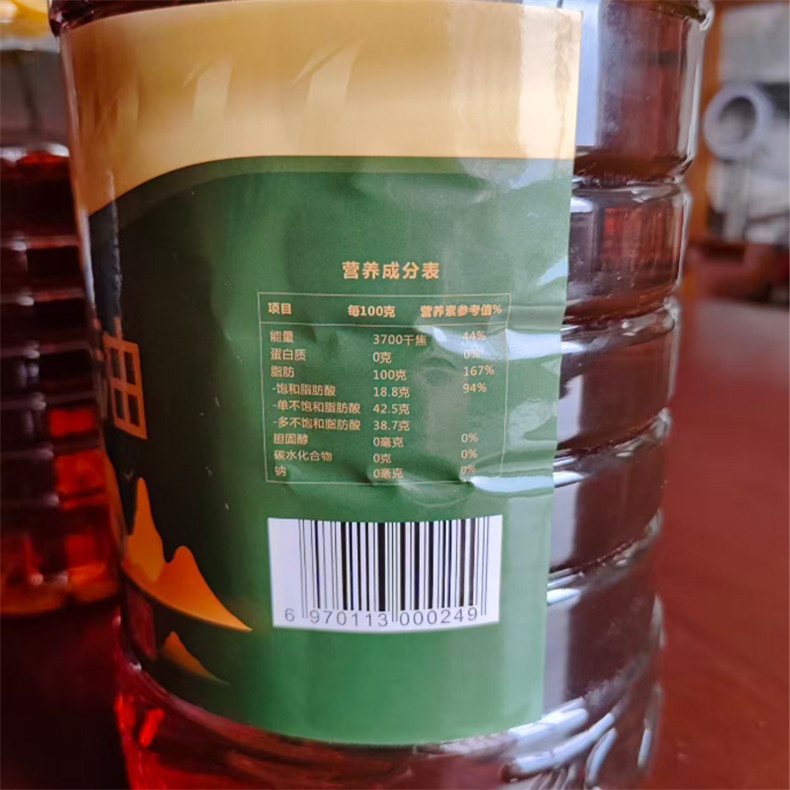 油
营养成分表
项目 每100克 营养素参考值%
能量 3700千焦 44%
蛋白质 0克 0%
脂肪 100克 167%
-饱和脂肪酸 18.8克 94%
-单不饱和脂肪酸 42.5克
-多不饱和脂肪酸 38.7克
胆固醇 0毫克 0%
碳水化合物 0克 0%
钠 0毫克 0%
6 970113 000249